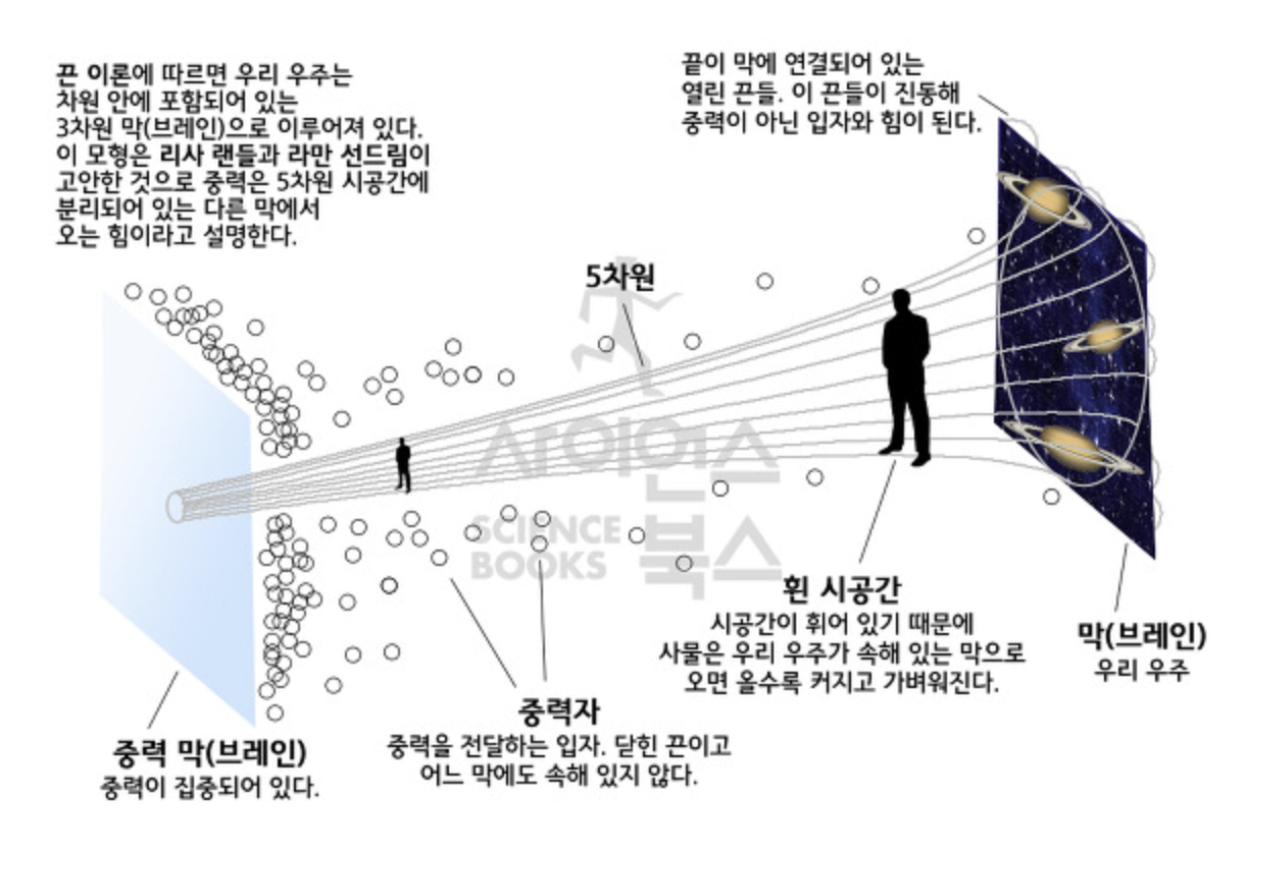 끈 이론에 따르면 우리 우주는
차원 안에 포함되어 있는
3차원 막(브레인)으로 이루어져 있다.
이 모형은 리사 랜들과 라만 선드림이
고안한 것으로 중력은 5차원 시공간에
분리되어 있는 다른 막에서
오는 힘이라고 설명한다.
끝이 막에 연결되어 있는
열린 끈들. 이 끈들이 진동해
중력이 아닌 입자와 힘이 된다.
5차원
사이언스
북스
SCIENCE
BOOKS
휜 시공간
시공간이 휘어 있기 때문에
사물은 우리 우주가 속해 있는 막으로
오면 올수록 커지고 가벼워진다.
막(브레인)
우리 우주
중력자
중력을 전달하는 입자. 닫힌 끈이고
어느 막에도 속해 있지 않다.
중력 막(브레인)
중력이 집중되어 있다.